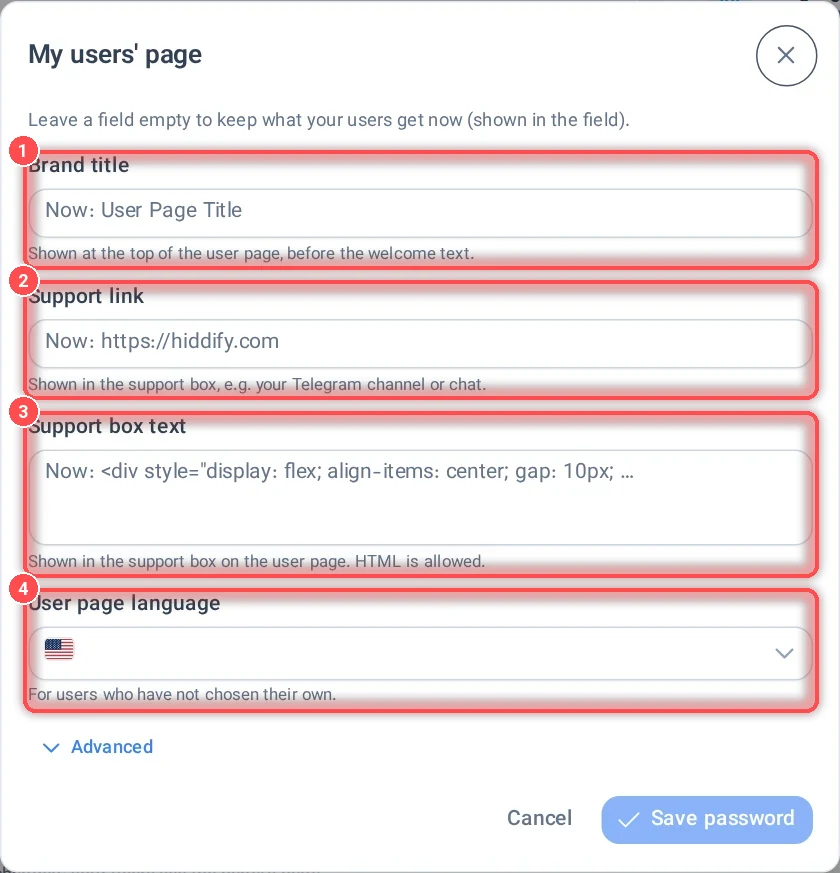 My users' page
Leave a field empty to keep what your users get now (shown in the field).
1
Brand title
Now: User Page Title
Shown at the top of the user page, before the welcome text.
2
Support link
Now: https://hiddify.com
Shown in the support box, e.g. your Telegram channel or chat.
3
Support box text
Now: <div style="display: flex; align-items: center; gap: 10px; ...
Shown in the support box on the user page. HTML is allowed.
4
User page language
For users who have not chosen their own.
Advanced
Cancel
Save password